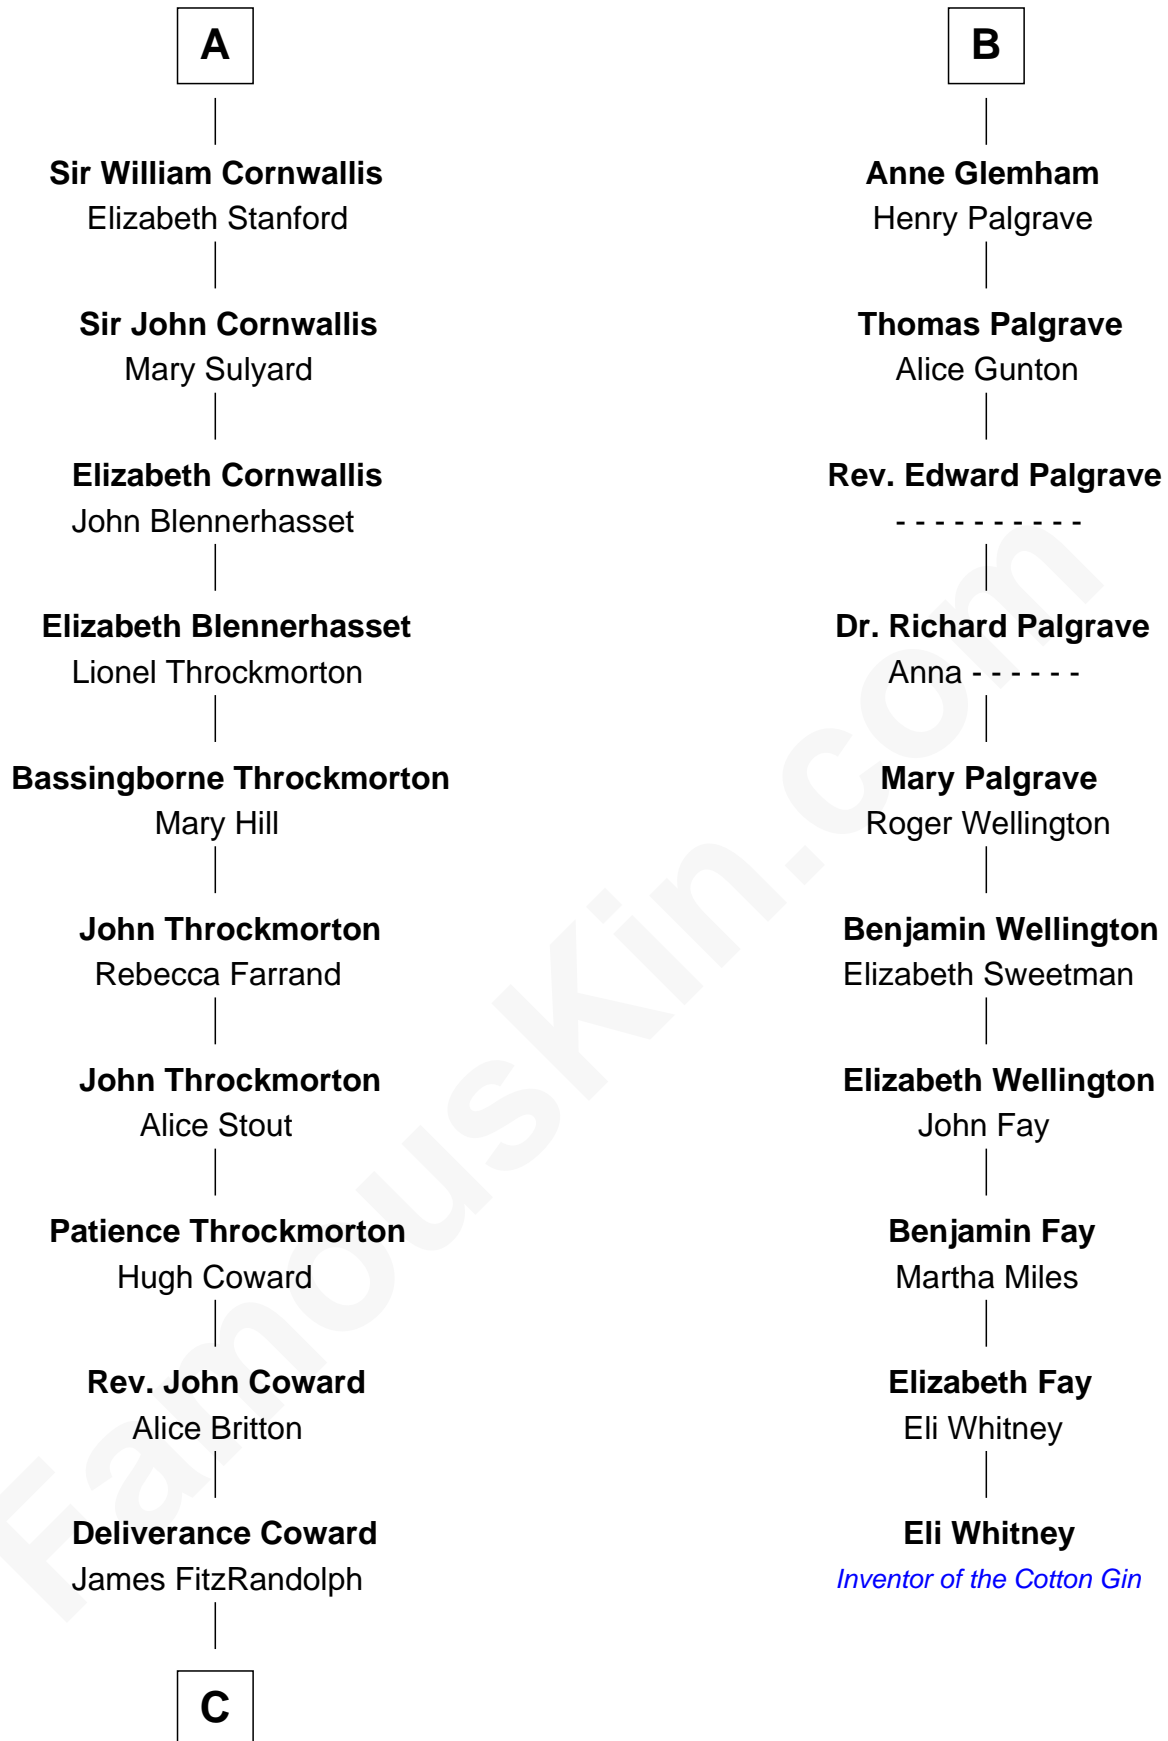 A
Sir William Cornwallis
Elizabeth Stanford
Sir John Cornwallis
Mary Sulyard
Elizabeth Cornwallis
John Blennerhasset
Elizabeth Blennerhasset
Lionel Throckmorton
Bassingborne Throckmorton
Mary Hill
John Throckmorton
Rebecca Farrand
John Throckmorton
Alice Stout
Patience Throckmorton
Hugh Coward
Rev. John Coward
Alice Britton
Deliverance Coward
James FitzRandolph
C
B
Anne Glemham
Henry Palgrave
Thomas Palgrave
Alice Gunton
Rev. Edward Palgrave
- - - - - - - - - -
Dr. Richard Palgrave
Anna - - - - - -
Mary Palgrave
Roger Wellington
Benjamin Wellington
Elizabeth Sweetman
Elizabeth Wellington
John Fay
Benjamin Fay
Martha Miles
Elizabeth Fay
Eli Whitney
Eli Whitney
Inventor of the Cotton Gin
FamousKin.com